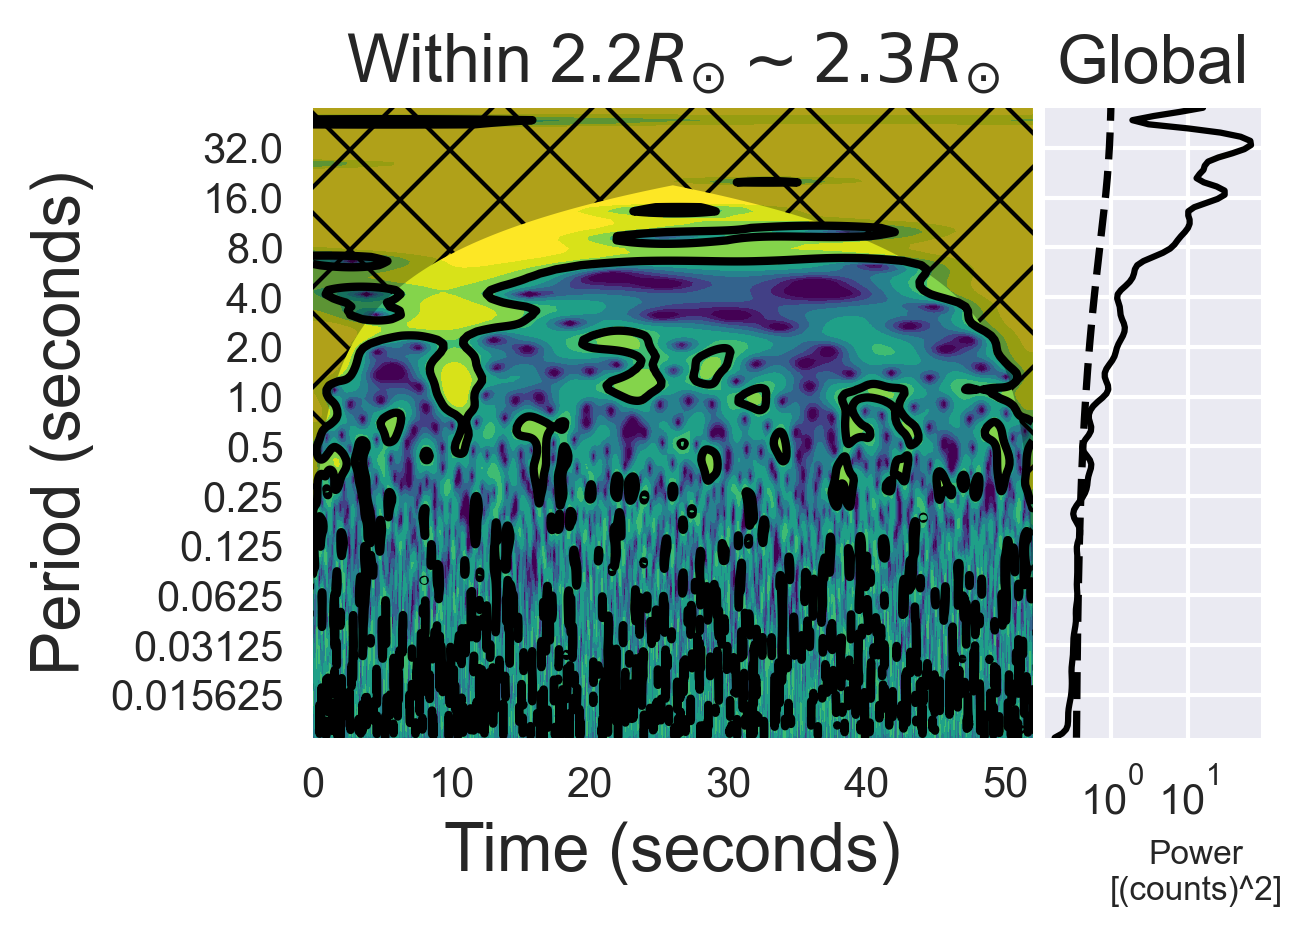 Within 2.2R⊙ ~ 2.3R⊙
Global
Period (seconds)
32.0
16.0
8.0
4.0
2.0
1.0
0.5
0.25
0.125
0.0625
0.03125
0.015625
0 10 20 30 40 50
Time (seconds)
10⁰ 10¹
Power
[(counts)^2]